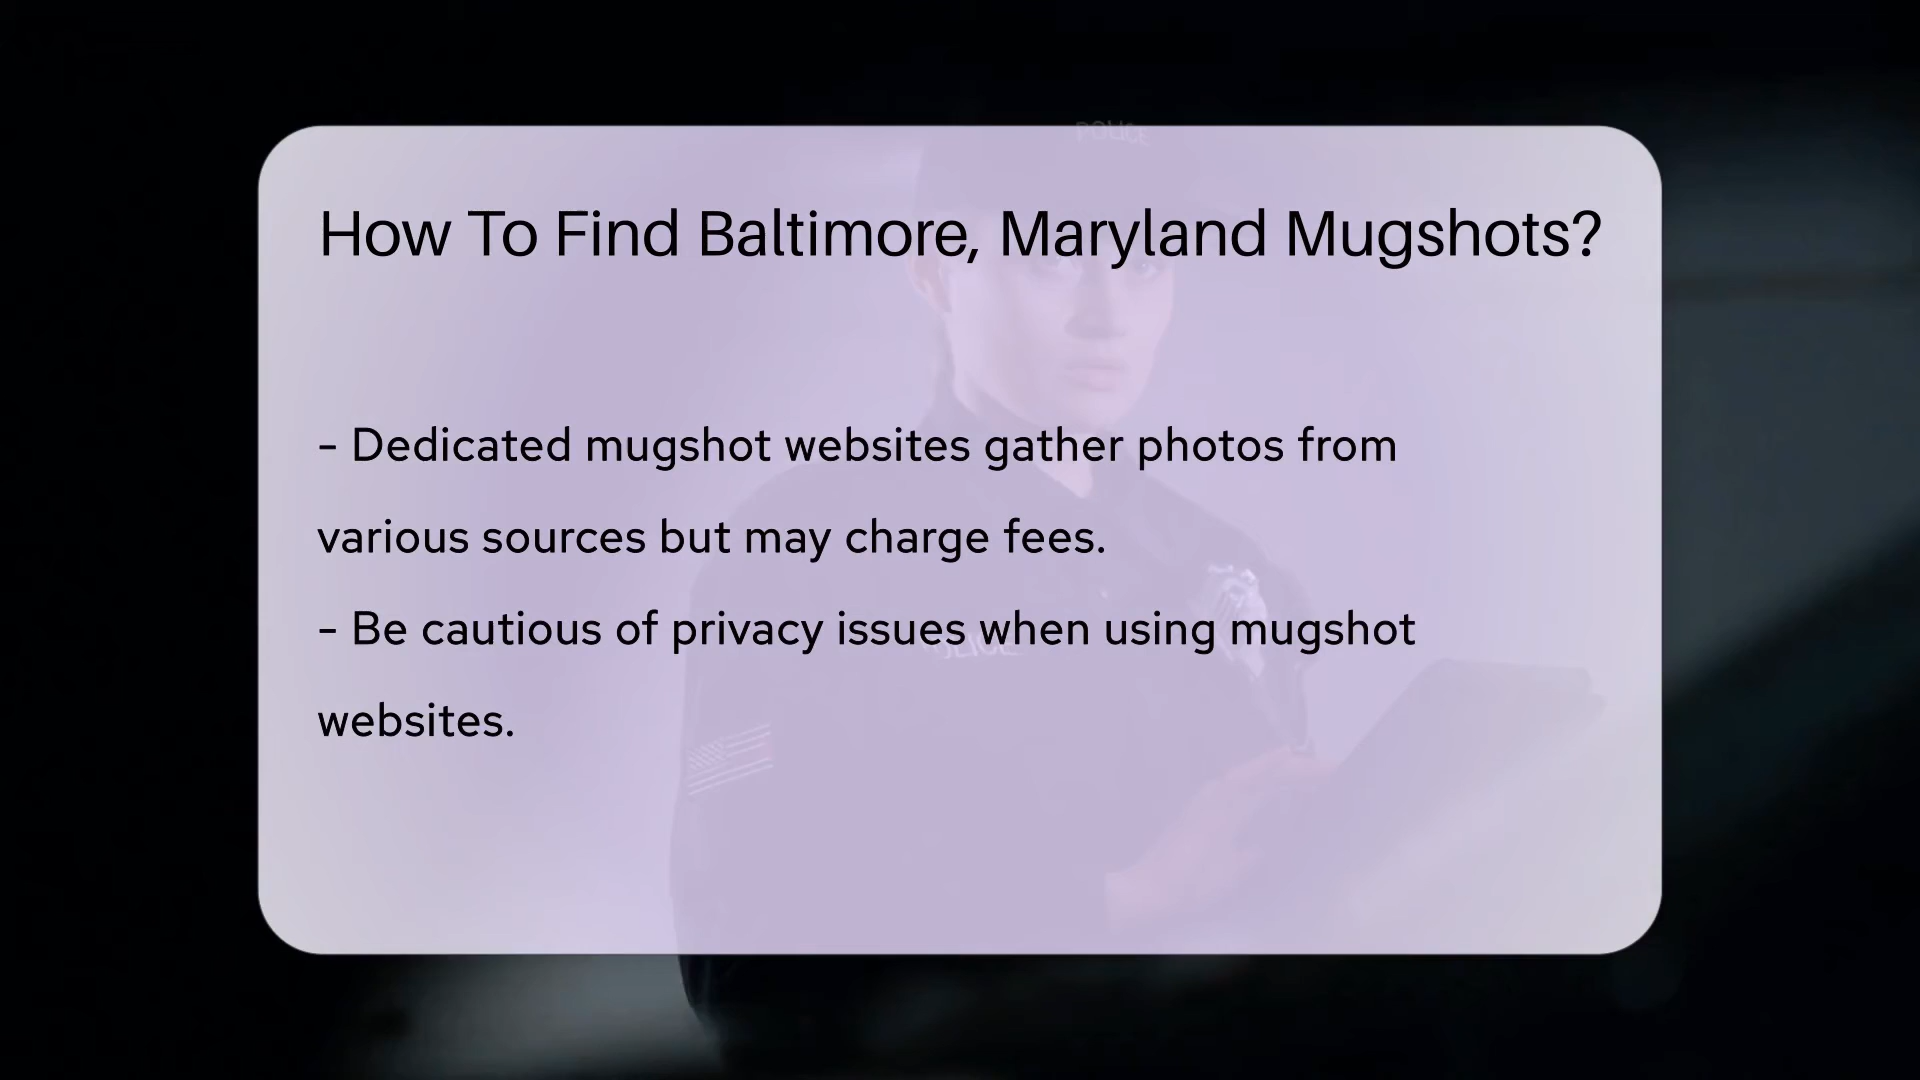 POLICE
How To Find Baltimore, Maryland Mugshots?
- Dedicated mugshot websites gather photos from
various sources but may charge fees.
- Be cautious of privacy issues when using mugshot
websites.